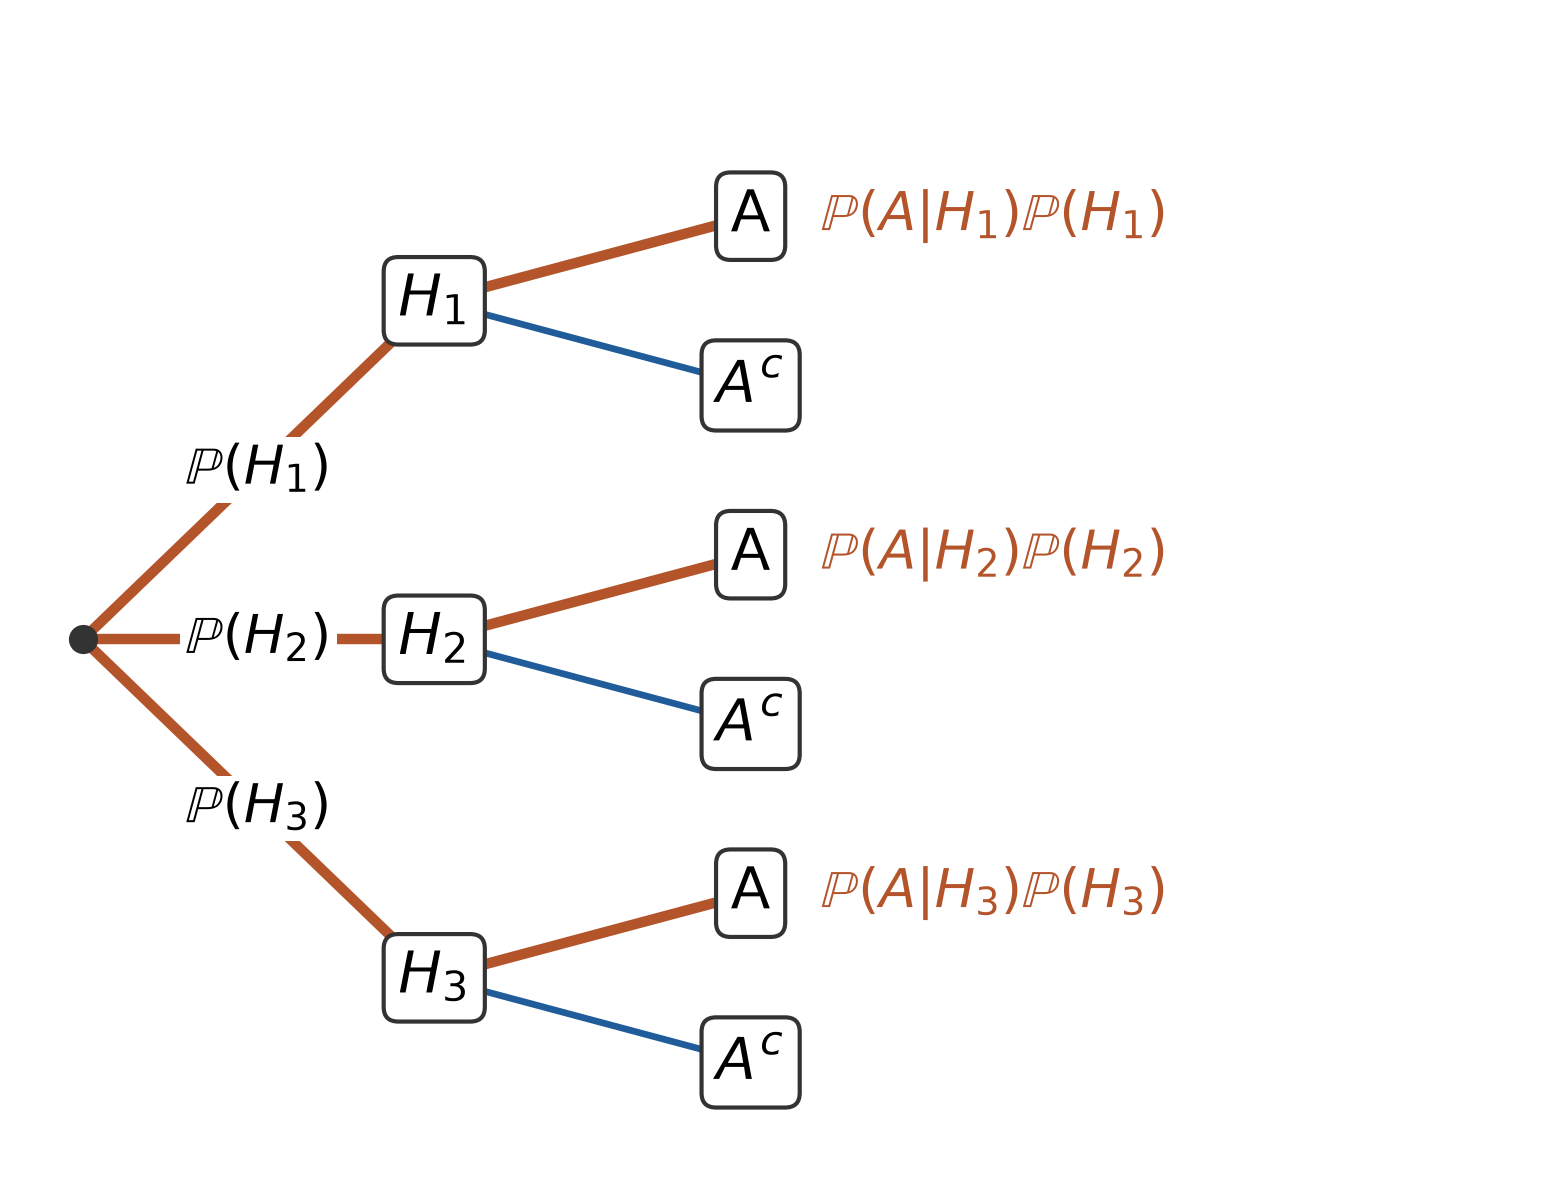 A ℙ(A|H₁)ℙ(H₁)
H₁
Aᶜ
ℙ(H₁)
A ℙ(A|H₂)ℙ(H₂)
ℙ(H₂) H₂
Aᶜ
ℙ(H₃)
A ℙ(A|H₃)ℙ(H₃)
H₃
Aᶜ